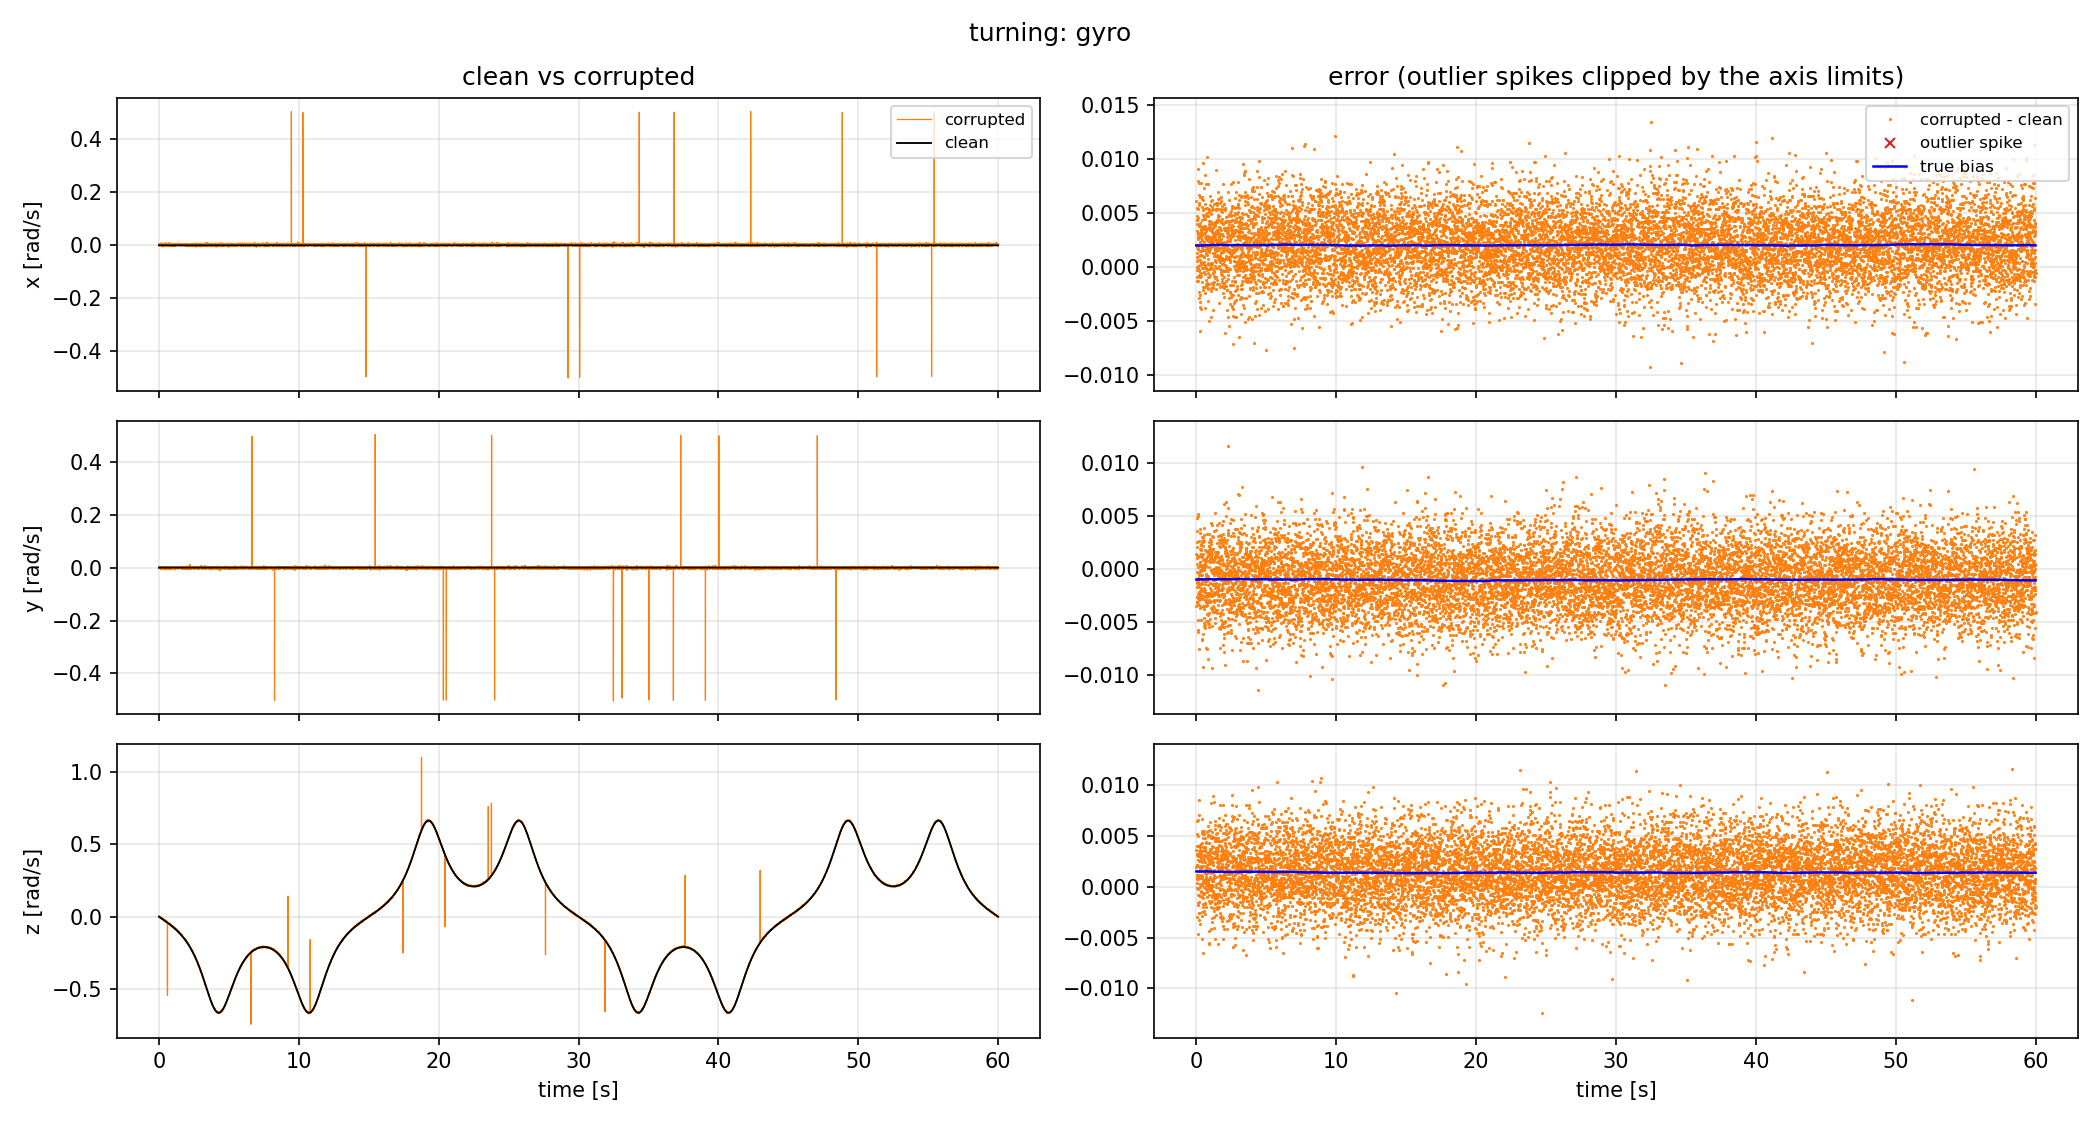 turning: gyro
clean vs corrupted
error (outlier spikes clipped by the axis limits)
corrupted
clean
0.4
0.2
0.0
−0.2
−0.4
x [rad/s]
corrupted - clean
outlier spike
true bias
0.015
0.010
0.005
0.000
−0.005
−0.010
0.4
0.2
0.0
−0.2
−0.4
y [rad/s]
0.010
0.005
0.000
−0.005
−0.010
1.0
0.5
0.0
−0.5
z [rad/s]
0 10 20 30 40 50 60
time [s]
0.010
0.005
0.000
−0.005
−0.010
0 10 20 30 40 50 60
time [s]